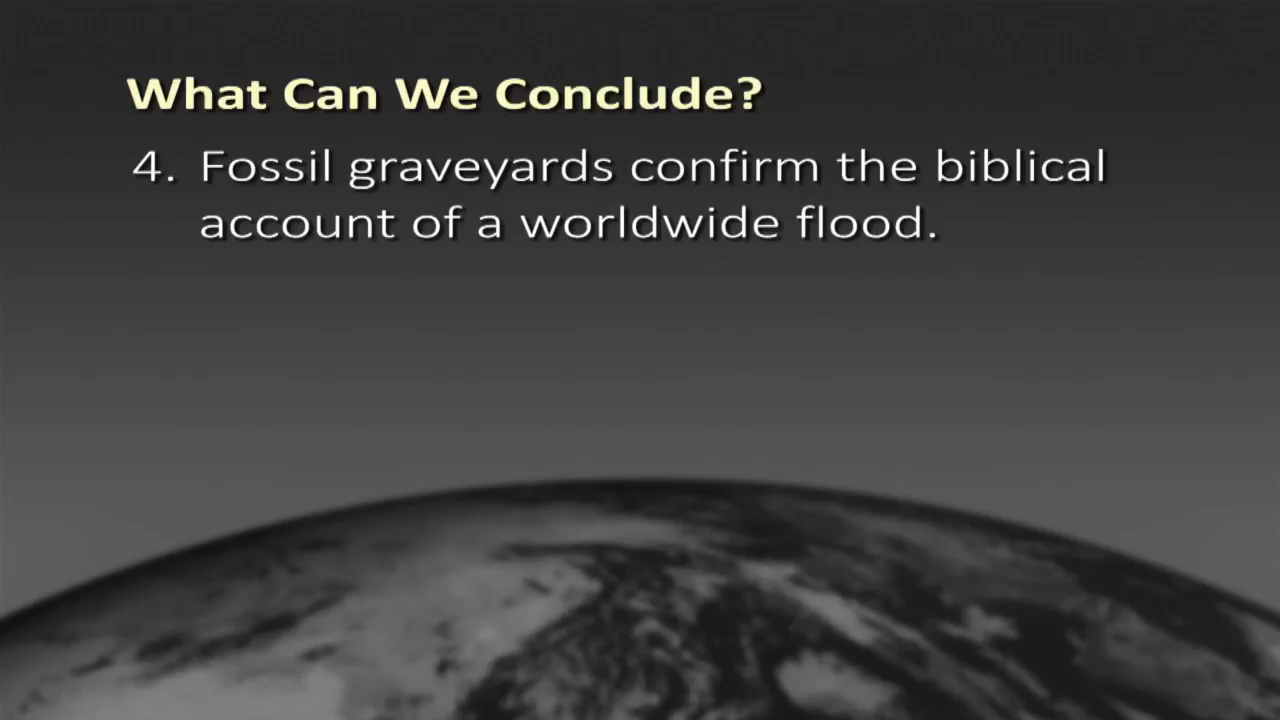 What Can We Conclude?
4. Fossil graveyards confirm the biblical
account of a worldwide flood.